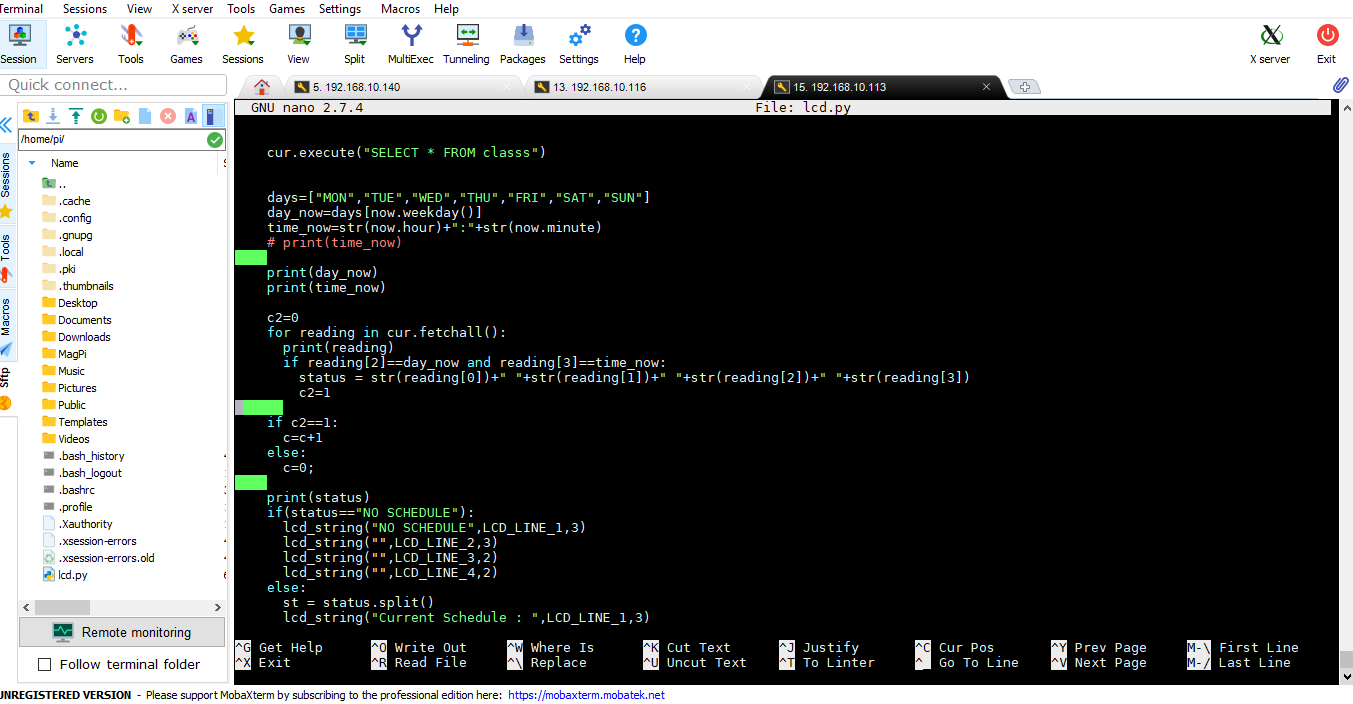 Terminal Sessions View X server Tools Games Settings Macros Help
Session Servers Tools Games Sessions View Split MultiExec Tunneling Packages Settings Help X server Exit
Quick connect...
5. 192.168.10.140
13. 192.168.10.116
15. 192.168.10.113
/home/pi/
Name
..
.cache
.config
.gnupg
.local
.pki
.thumbnails
Desktop
Documents
Downloads
MagPi
Music
Pictures
Public
Templates
Videos
.bash_history
.bash_logout
.bashrc
.profile
.Xauthority
.xsession-errors
.xsession-errors.old
lcd.py
Sessions
Tools
Macros
Sftp
Remote monitoring
Follow terminal folder
GNU nano 2.7.4 File: lcd.py
cur.execute("SELECT * FROM classs")
days=["MON","TUE","WED","THU","FRI","SAT","SUN"]
day_now=days[now.weekday()]
time_now=str(now.hour)+":"+str(now.minute)
# print(time_now)
print(day_now)
print(time_now)
c2=0
for reading in cur.fetchall():
print(reading)
if reading[2]==day_now and reading[3]==time_now:
status = str(reading[0])+" "+str(reading[1])+" "+str(reading[2])+" "+str(reading[3])
c2=1
if c2==1:
c=c+1
else:
c=0;
print(status)
if(status=="NO SCHEDULE"):
lcd_string("NO SCHEDULE",LCD_LINE_1,3)
lcd_string("",LCD_LINE_2,3)
lcd_string("",LCD_LINE_3,2)
lcd_string("",LCD_LINE_4,2)
else:
st = status.split()
lcd_string("Current Schedule : ",LCD_LINE_1,3)
^G Get Help ^O Write Out ^W Where Is ^K Cut Text ^J Justify ^C Cur Pos ^Y Prev Page M-\ First Line
^X Exit ^R Read File ^\ Replace ^U Uncut Text ^T To Linter ^_ Go To Line ^V Next Page M-/ Last Line
UNREGISTERED VERSION - Please support MobaXterm by subscribing to the professional edition here: https://mobaxterm.mobatek.net